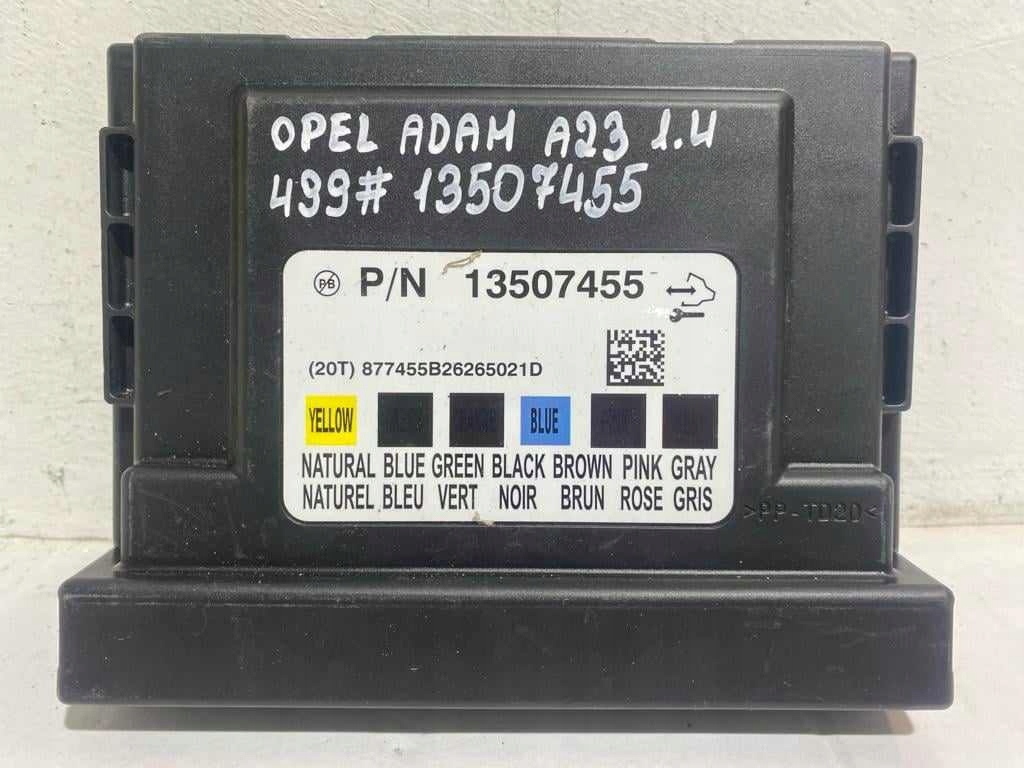 OPEL ADAM A23 1.4
499# 13507455
P/N 13507455
(20T) 877455B26265021D
YELLOW BLUE
NATURAL BLUE GREEN BLACK BROWN PINK GRAY
NATUREL BLEU VERT NOIR BRUN ROSE GRIS
>PP-TD20<